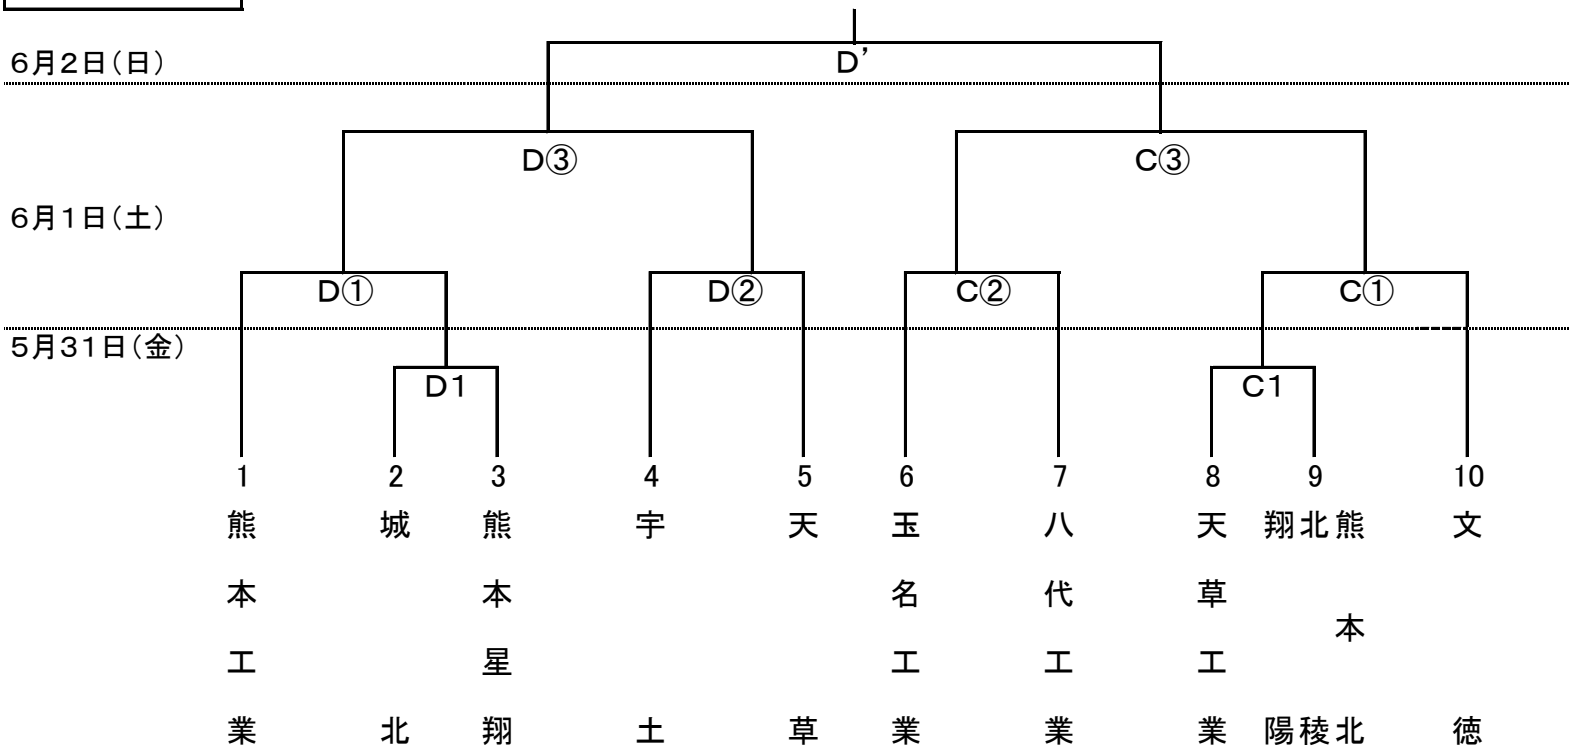 6月2日(日)
D’
D③
C③
6月1日(土)
D①
D②
C②
C①
5月31日(金)
D1
C1
1
2
3
4
5
6
7
8
9
10
熊本工業
城北
熊本星翔
宇土
天草
玉名工業
八代工業
天草工業
熊本北
北稜
翔陽
文徳